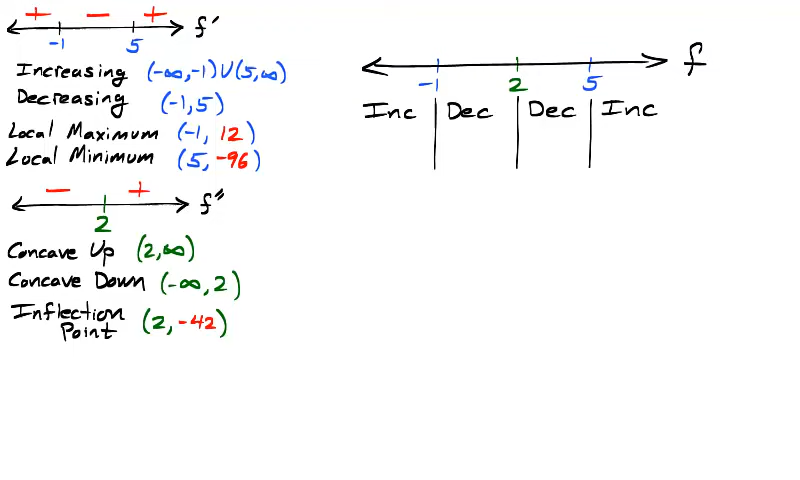 + − +
-1 5 f′
Increasing (-∞,-1)∪(5,∞)
Decreasing (-1,5)
Local Maximum (-1, 12)
Local Minimum (5, -96)
− +
2 f″
Concave Up (2,∞)
Concave Down (-∞,2)
Inflection
Point (2,-42)
f
-1 2 5
Inc Dec Dec Inc